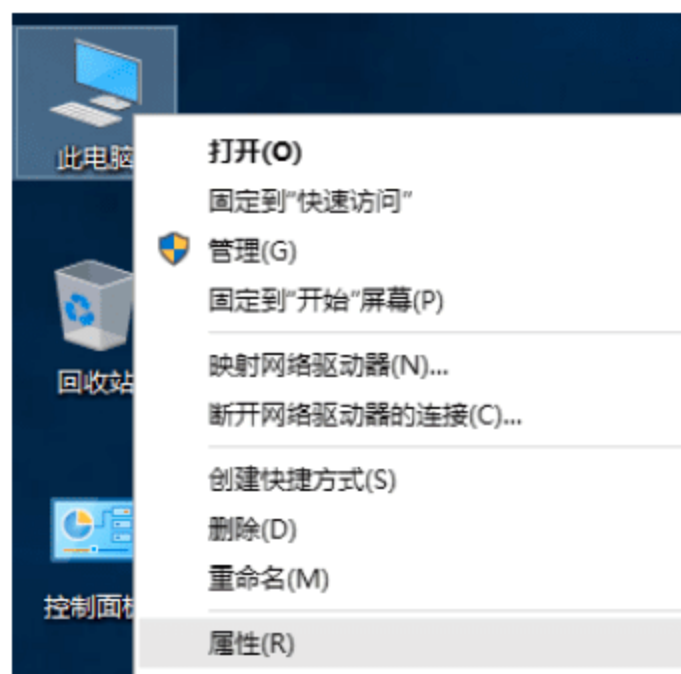 此电脑
打开(O)
固定到"快速访问"
管理(G)
固定到"开始"屏幕(P)
映射网络驱动器(N)...
断开网络驱动器的连接(C)...
创建快捷方式(S)
删除(D)
重命名(M)
属性(R)
回收站
控制面板